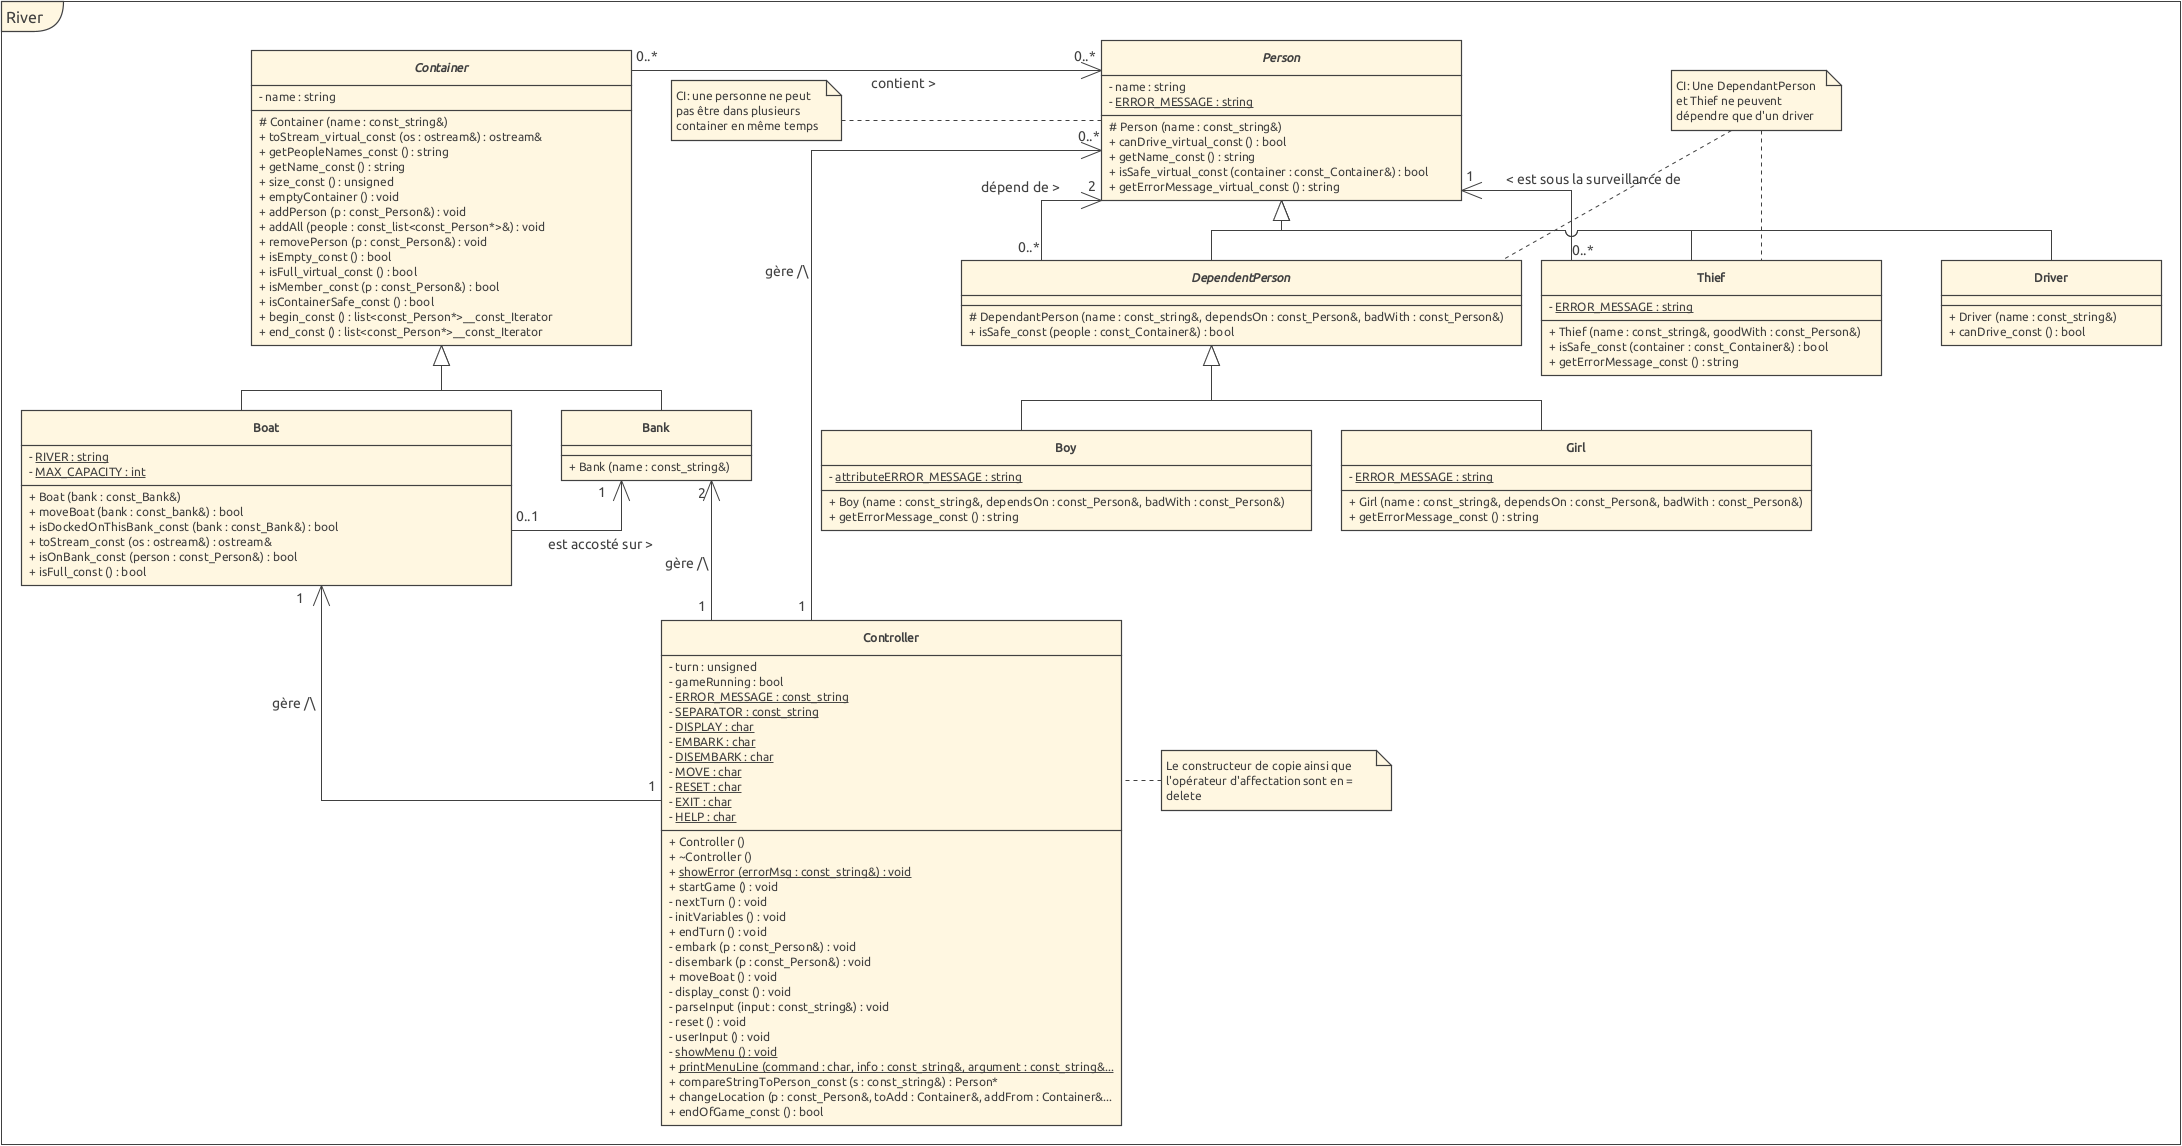 River
Container
- name : string
# Container (name : const_string&)
+ toStream_virtual_const (os : ostream&) : ostream&
+ getPeopleNames_const () : string
+ getName_const () : string
+ size_const () : unsigned
+ emptyContainer () : void
+ addPerson (p : const_Person&) : void
+ addAll (people : const_list<const_Person*>&) : void
+ removePerson (p : const_Person&) : void
+ isEmpty_const () : bool
+ isFull_virtual_const () : bool
+ isMember_const (p : const_Person&) : bool
+ isContainerSafe_const () : bool
+ begin_const () : list<const_Person*>__const_Iterator
+ end_const () : list<const_Person*>__const_Iterator
0..*
0..*
contient >
CI: une personne ne peut
pas être dans plusieurs
container en même temps
Person
- name : string
- ERROR_MESSAGE : string
# Person (name : const_string&)
+ canDrive_virtual_const () : bool
+ getName_const () : string
+ isSafe_virtual_const (container : const_Container&) : bool
+ getErrorMessage_virtual_const () : string
CI: Une DependantPerson
et Thief ne peuvent
dépendre que d'un driver
0..*
dépend de >
2
0..*
1
< est sous la surveillance de
0..*
gère /\
DependentPerson
# DependantPerson (name : const_string&, dependsOn : const_Person&, badWith : const_Person&)
+ isSafe_const (people : const_Container&) : bool
Thief
- ERROR_MESSAGE : string
+ Thief (name : const_string&, goodWith : const_Person&)
+ isSafe_const (container : const_Container&) : bool
+ getErrorMessage_const () : string
Driver
+ Driver (name : const_string&)
+ canDrive_const () : bool
Boat
- RIVER : string
- MAX_CAPACITY : int
+ Boat (bank : const_Bank&)
+ moveBoat (bank : const_bank&) : bool
+ isDockedOnThisBank_const (bank : const_Bank&) : bool
+ toStream_const (os : ostream&) : ostream&
+ isOnBank_const (person : const_Person&) : bool
+ isFull_const () : bool
Bank
+ Bank (name : const_string&)
1
2
0..1
est accosté sur >
gère /\
1
1
Boy
- attributeERROR_MESSAGE : string
+ Boy (name : const_string&, dependsOn : const_Person&, badWith : const_Person&)
+ getErrorMessage_const () : string
Girl
- ERROR_MESSAGE : string
+ Girl (name : const_string&, dependsOn : const_Person&, badWith : const_Person&)
+ getErrorMessage_const () : string
1
gère /\
1
Controller
- turn : unsigned
- gameRunning : bool
- ERROR_MESSAGE : const_string
- SEPARATOR : const_string
- DISPLAY : char
- EMBARK : char
- DISEMBARK : char
- MOVE : char
- RESET : char
- EXIT : char
- HELP : char
+ Controller ()
+ ~Controller ()
+ showError (errorMsg : const_string&) : void
+ startGame () : void
- nextTurn () : void
- initVariables () : void
+ endTurn () : void
- embark (p : const_Person&) : void
- disembark (p : const_Person&) : void
+ moveBoat () : void
- display_const () : void
- parseInput (input : const_string&) : void
- reset () : void
- userInput () : void
- showMenu () : void
+ printMenuLine (command : char, info : const_string&, argument : const_string&...
+ compareStringToPerson_const (s : const_string&) : Person*
+ changeLocation (p : const_Person&, toAdd : Container&, addFrom : Container&...
+ endOfGame_const () : bool
Le constructeur de copie ainsi que
l'opérateur d'affectation sont en =
delete